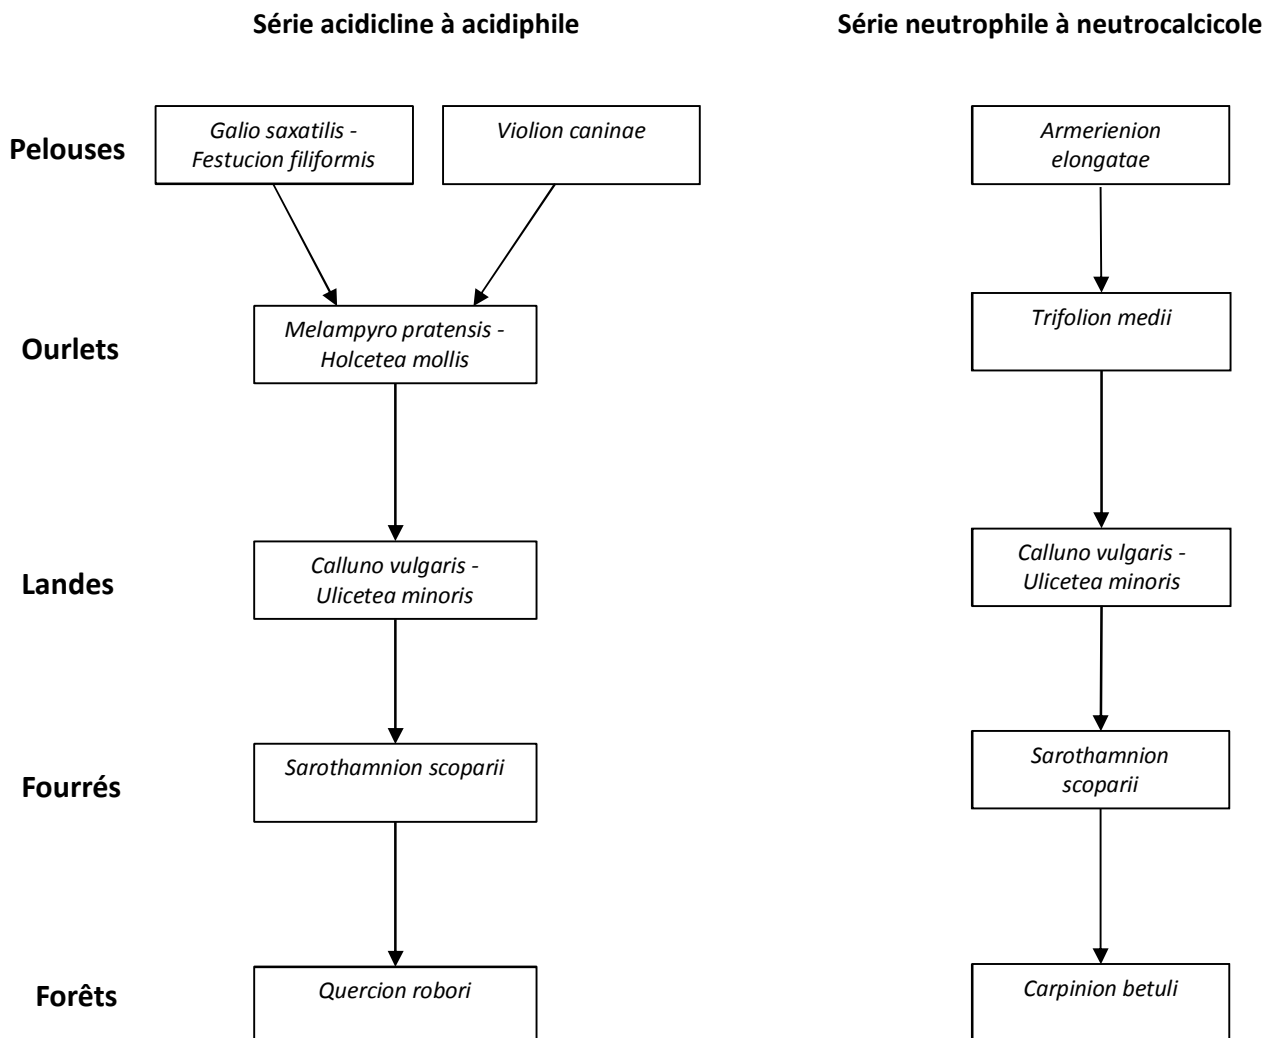 Série acidicline à acidiphile
Série neutrophile à neutrocalcicole
Pelouses
Galio saxatilis -
Festucion filiformis
Violion caninae
Armerienion
elongatae
Ourlets
Melampyro pratensis -
Holcetea mollis
Trifolion medii
Landes
Calluno vulgaris -
Ulicetea minoris
Calluno vulgaris -
Ulicetea minoris
Fourrés
Sarothamnion scoparii
Sarothamnion
scoparii
Forêts
Quercion robori
Carpinion betuli